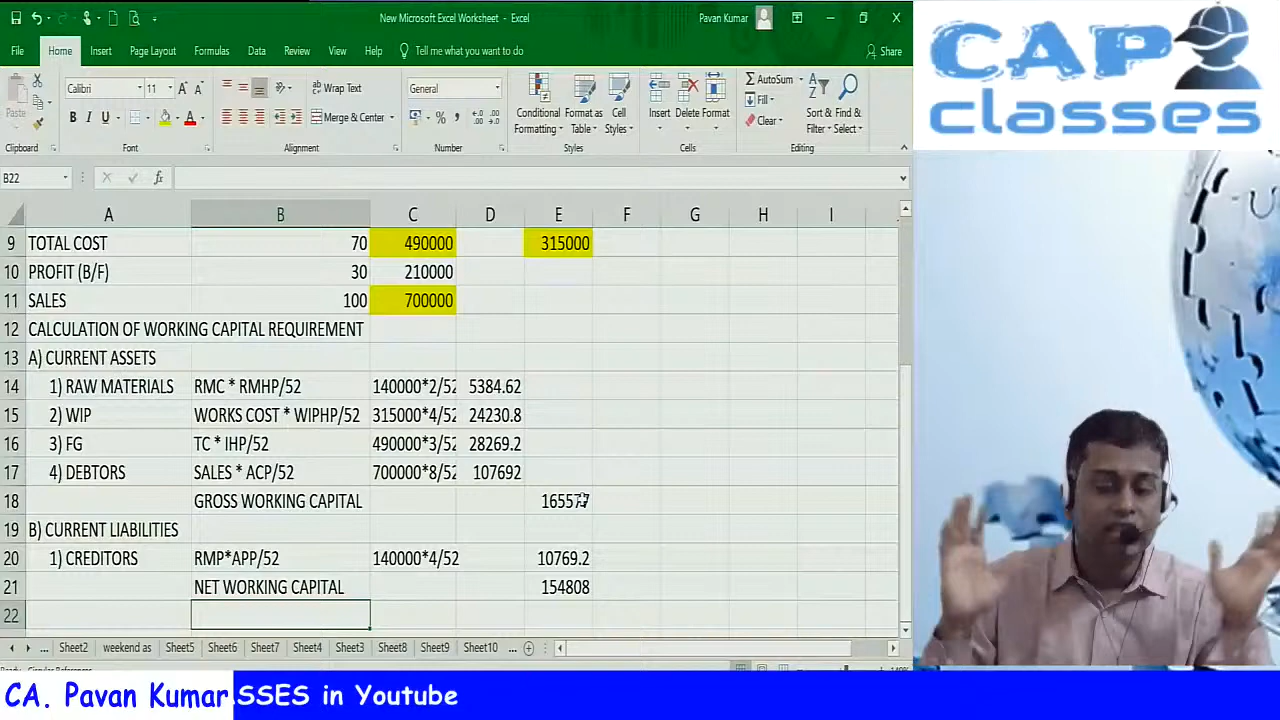 New Microsoft Excel Worksheet - Excel
Pavan Kumar
File Home Insert Page Layout Formulas Data Review View Help Tell me what you want to do Share
Paste
Calibri 11
B I U A
Wrap Text
Merge & Center
General
% ,
Conditional Formatting
Format as Table
Cell Styles
Insert Delete Format
AutoSum
Fill
Clear
Sort & Filter
Find & Select
Clipboard Font Alignment Number Styles Cells Editing
B22 fx
A B C D E F G H I
9 TOTAL COST 70 490000 315000
10 PROFIT (B/F) 30 210000
11 SALES 100 700000
12 CALCULATION OF WORKING CAPITAL REQUIREMENT
13 A) CURRENT ASSETS
14 1) RAW MATERIALS RMC * RMHP/52 140000*2/52 5384.62
15 2) WIP WORKS COST * WIPHP/52 315000*4/52 24230.8
16 3) FG TC * IHP/52 490000*3/52 28269.2
17 4) DEBTORS SALES * ACP/52 700000*8/52 107692
18 GROSS WORKING CAPITAL 165577
19 B) CURRENT LIABILITIES
20 1) CREDITORS RMP*APP/52 140000*4/52 10769.2
21 NET WORKING CAPITAL 154808
22
... Sheet2 weekend as Sheet5 Sheet6 Sheet7 Sheet4 Sheet3 Sheet8 Sheet9 Sheet10 ...
CAP
classes
CA. Pavan Kumar SSES in Youtube